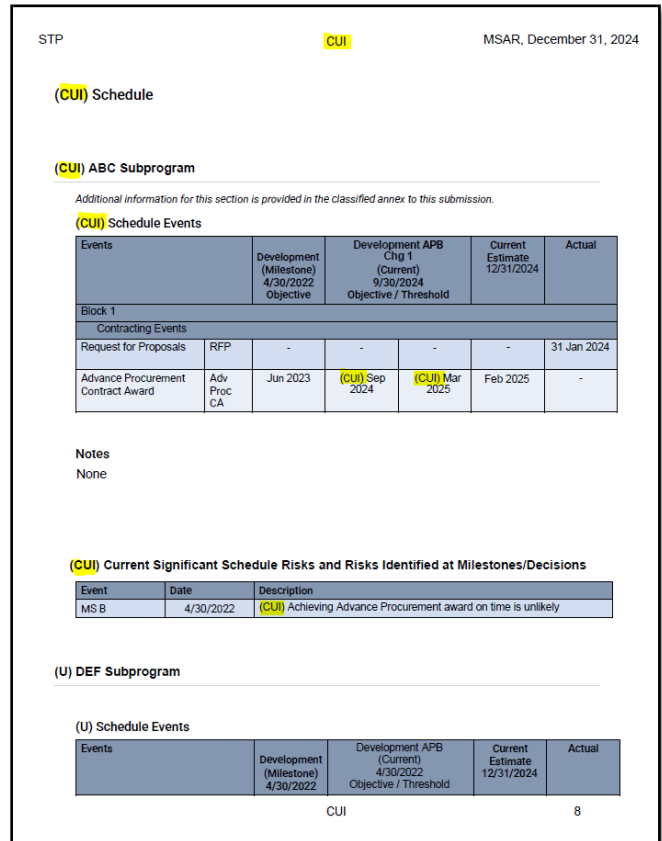 STP CUI MSAR, December 31, 2024
(CUI) Schedule
(CUI) ABC Subprogram
Additional information for this section is provided in the classified annex to this submission.
(CUI) Schedule Events
Events
Development
(Milestone)
4/30/2022
Objective
Development APB
Chg 1
(Current)
9/30/2024
Objective / Threshold
Current
Estimate
12/31/2024
Actual
Block 1
Contracting Events
Request for Proposals RFP - - - - 31 Jan 2024
Advance Procurement
Contract Award
Adv
Proc
CA
Jun 2023
(CUI) Sep
2024
(CUI) Mar
2025
Feb 2025
-
Notes
None
(CUI) Current Significant Schedule Risks and Risks Identified at Milestones/Decisions
Event Date Description
MS B 4/30/2022 (CUI) Achieving Advance Procurement award on time is unlikely
(U) DEF Subprogram
(U) Schedule Events
Events
Development
(Milestone)
4/30/2022
Development APB
(Current)
4/30/2022
Objective / Threshold
Current
Estimate
12/31/2024
Actual
CUI 8